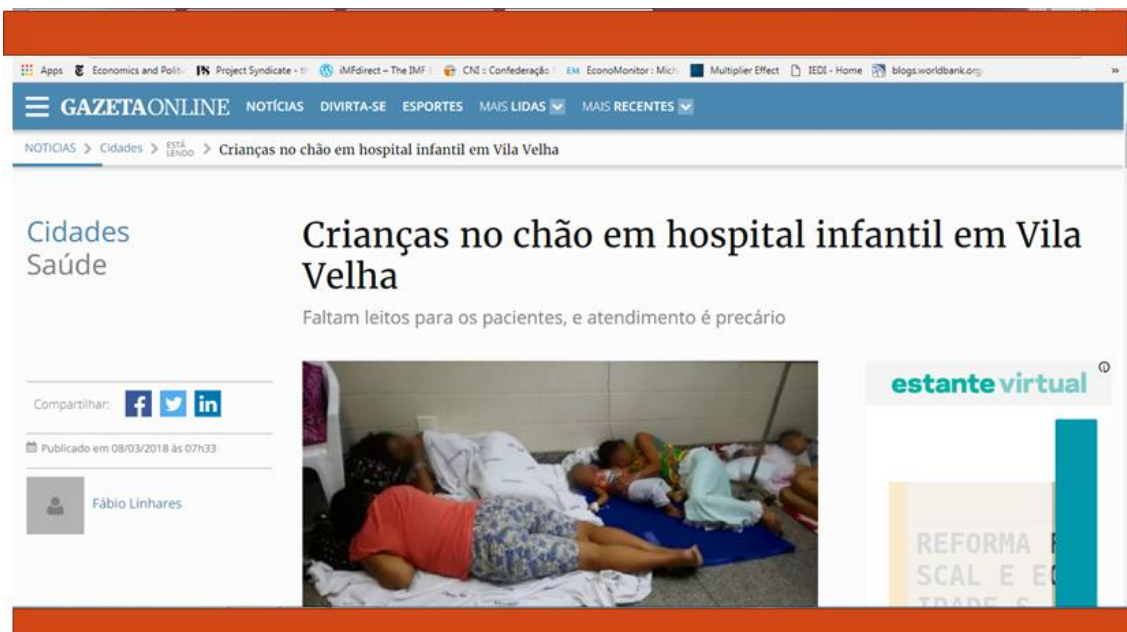 Apps Economics and Polit Project Syndicate - t iMFdirect – The IMF CNI :: Confederação EconoMonitor : Mich Multiplier Effect IEDI - Home blogs.worldbank.org »
GAZETAONLINE NOTÍCIAS DIVIRTA-SE ESPORTES MAIS LIDAS MAIS RECENTES
NOTICIAS > Cidades > ESTÁ LENDO > Crianças no chão em hospital infantil em Vila Velha
Cidades
Saúde
Crianças no chão em hospital infantil em Vila
Velha
Faltam leitos para os pacientes, e atendimento é precário
Compartilhar:
Publicado em 08/03/2018 às 07h33
Fábio Linhares
estante virtual
REFORMA F
SCAL E E